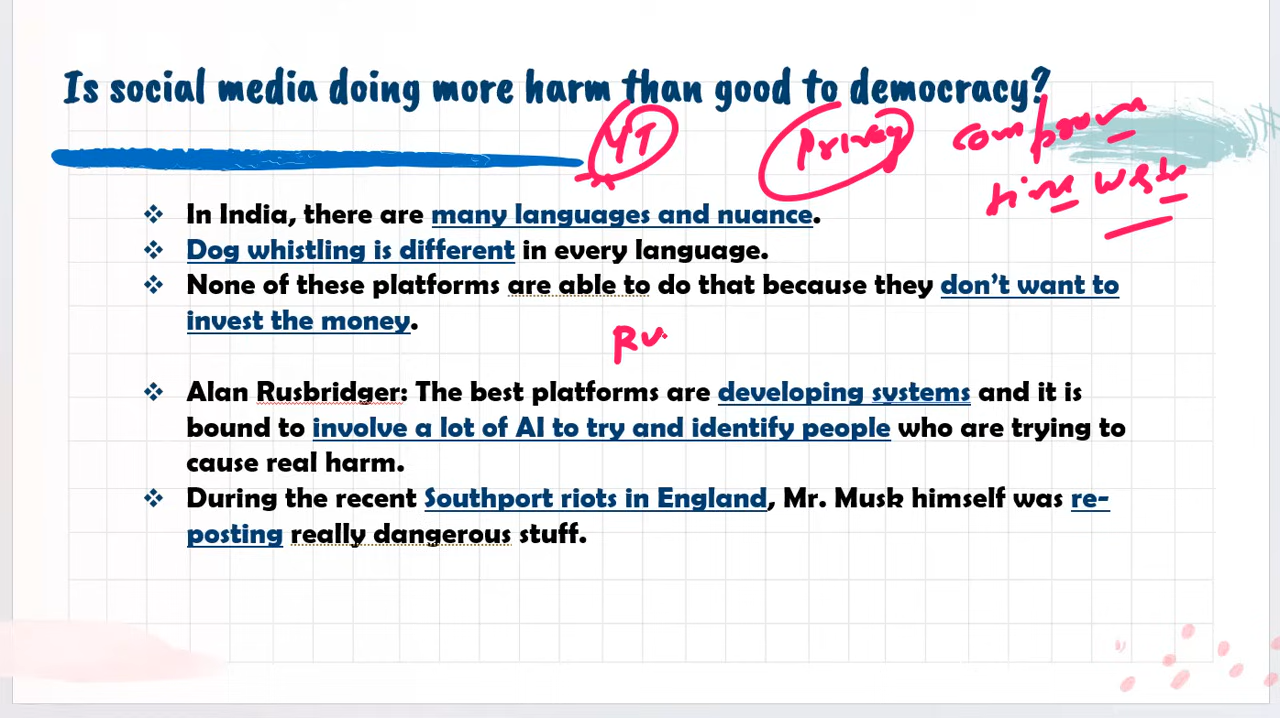 Is social media doing more harm than good to democracy?
YT
Privacy
time waste
❖ In India, there are many languages and nuance.
❖ Dog whistling is different in every language.
❖ None of these platforms are able to do that because they don't want to
invest the money.
❖ Alan Rusbridger: The best platforms are developing systems and it is
bound to involve a lot of AI to try and identify people who are trying to
cause real harm.
❖ During the recent Southport riots in England, Mr. Musk himself was re-
posting really dangerous stuff.